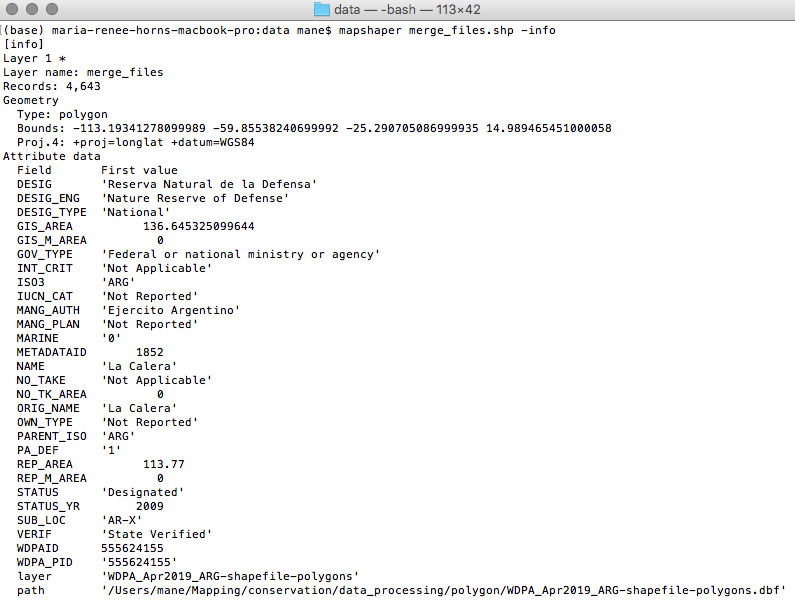 data — -bash — 113×42
(base) maria-renee-horns-macbook-pro:data mane$ mapshaper merge_files.shp -info
[info]
Layer 1 *
Layer name: merge_files
Records: 4,643
Geometry
  Type: polygon
  Bounds: -113.19341278099989 -59.85538240699992 -25.290705086999935 14.989465451000058
  Proj.4: +proj=longlat +datum=WGS84
Attribute data
  Field       First value
  DESIG       'Reserva Natural de la Defensa'
  DESIG_ENG   'Nature Reserve of Defense'
  DESIG_TYPE  'National'
  GIS_AREA          136.645325099644
  GIS_M_AREA          0
  GOV_TYPE    'Federal or national ministry or agency'
  INT_CRIT    'Not Applicable'
  ISO3        'ARG'
  IUCN_CAT    'Not Reported'
  MANG_AUTH   'Ejercito Argentino'
  MANG_PLAN   'Not Reported'
  MARINE      '0'
  METADATAID       1852
  NAME        'La Calera'
  NO_TAKE     'Not Applicable'
  NO_TK_AREA          0
  ORIG_NAME   'La Calera'
  OWN_TYPE    'Not Reported'
  PARENT_ISO  'ARG'
  PA_DEF      '1'
  REP_AREA          113.77
  REP_M_AREA          0
  STATUS      'Designated'
  STATUS_YR        2009
  SUB_LOC     'AR-X'
  VERIF       'State Verified'
  WDPAID      555624155
  WDPA_PID    '555624155'
  layer       'WDPA_Apr2019_ARG-shapefile-polygons'
  path        '/Users/mane/Mapping/conservation/data_processing/polygon/WDPA_Apr2019_ARG-shapefile-polygons.dbf'